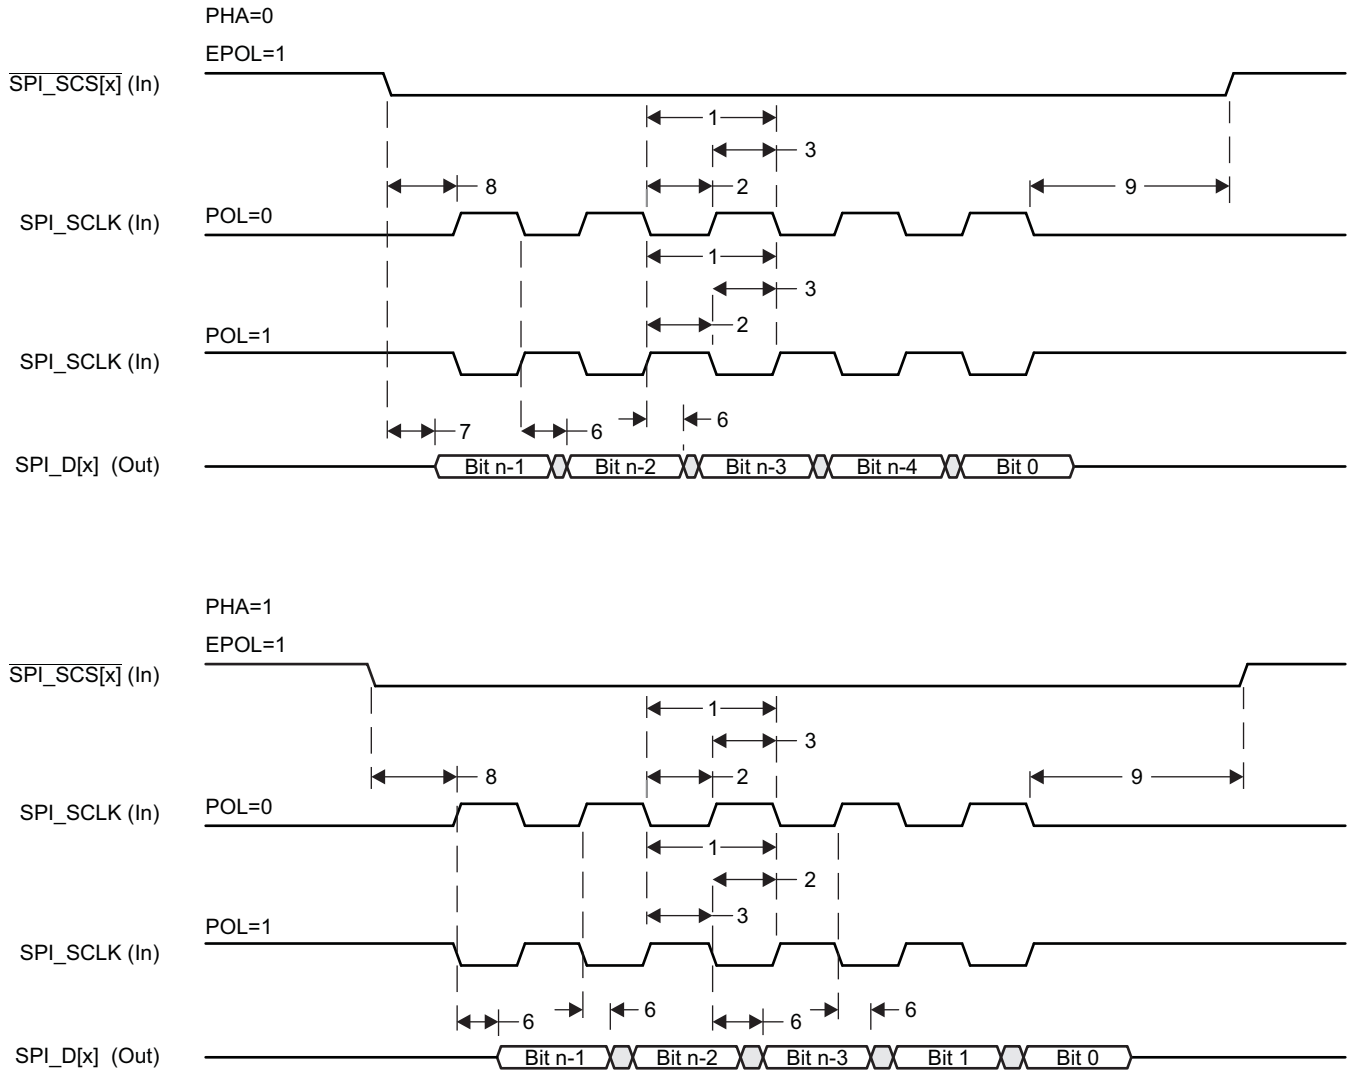 PHA=0
EPOL=1
SPI_SCS[x] (In)
1
3
8
2
9
SPI_SCLK (In)
POL=0
1
3
2
POL=1
SPI_SCLK (In)
7
6
6
SPI_D[x] (Out)
Bit n-1
Bit n-2
Bit n-3
Bit n-4
Bit 0
PHA=1
EPOL=1
SPI_SCS[x] (In)
1
3
8
2
9
SPI_SCLK (In)
POL=0
1
2
3
POL=1
SPI_SCLK (In)
6
6
6
6
SPI_D[x] (Out)
Bit n-1
Bit n-2
Bit n-3
Bit 1
Bit 0